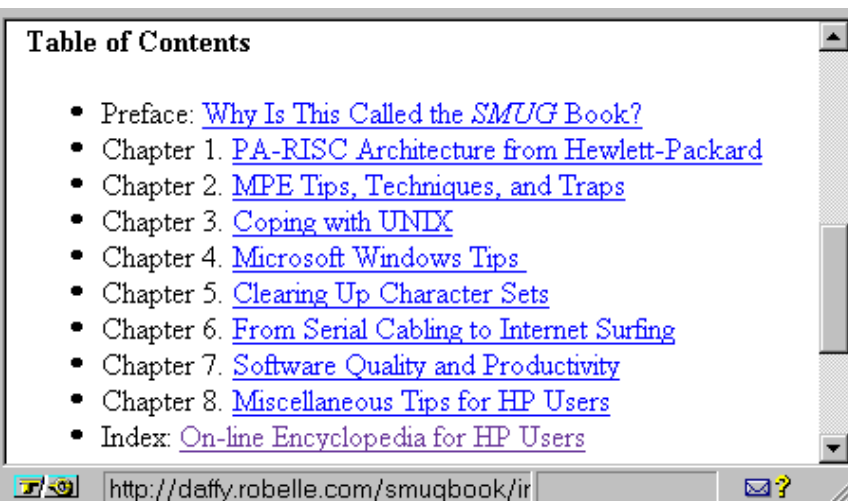 Table of Contents
• Preface: Why Is This Called the SMUG Book?
• Chapter 1. PA-RISC Architecture from Hewlett-Packard
• Chapter 2. MPE Tips, Techniques, and Traps
• Chapter 3. Coping with UNIX
• Chapter 4. Microsoft Windows Tips
• Chapter 5. Clearing Up Character Sets
• Chapter 6. From Serial Cabling to Internet Surfing
• Chapter 7. Software Quality and Productivity
• Chapter 8. Miscellaneous Tips for HP Users
• Index: On-line Encyclopedia for HP Users
http://daffy.robelle.com/smugbook/ir